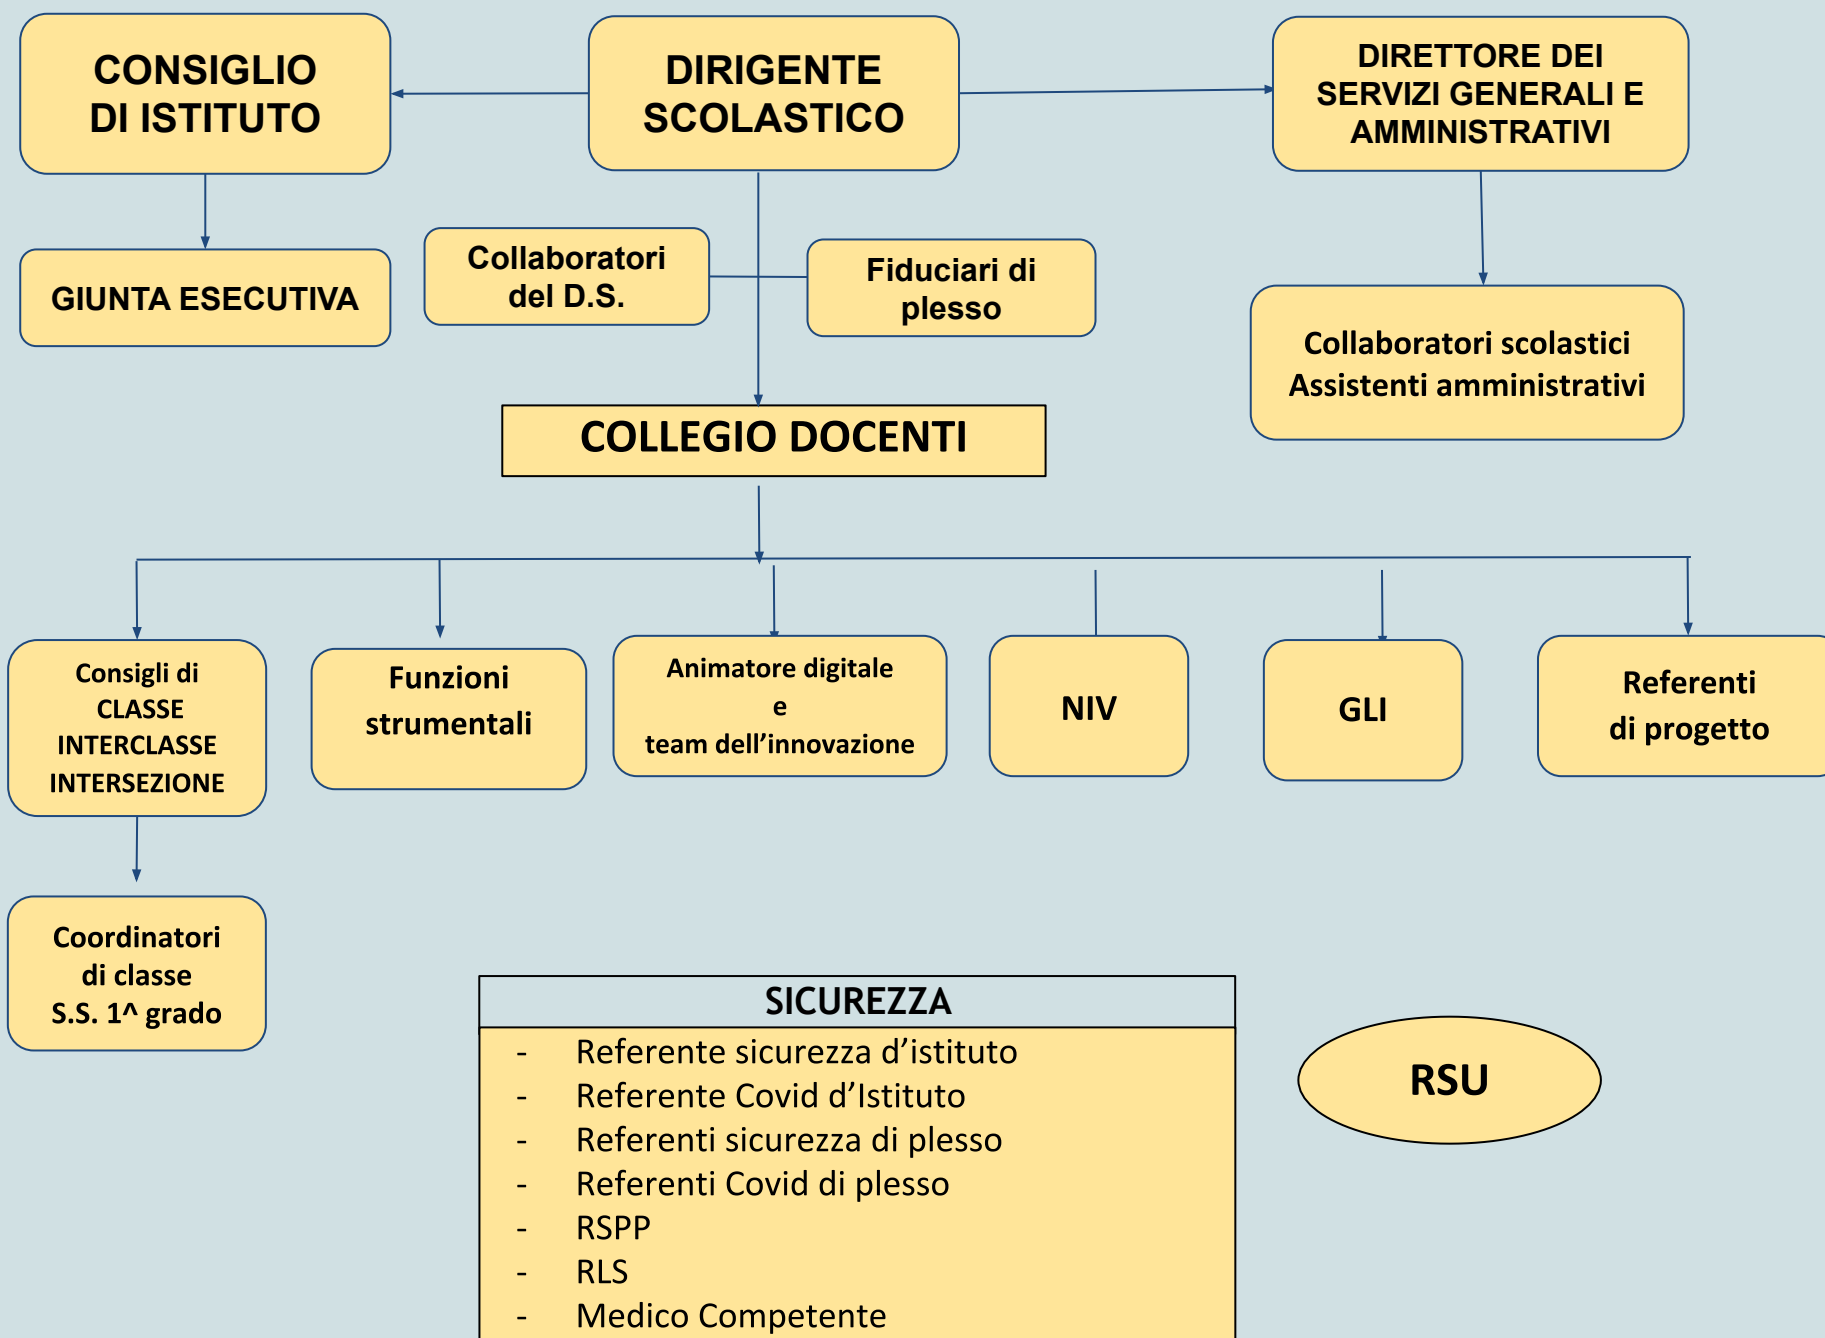 CONSIGLIO
DI ISTITUTO
DIRIGENTE
SCOLASTICO
DIRETTORE DEI
SERVIZI GENERALI E
AMMINISTRATIVI
GIUNTA ESECUTIVA
Collaboratori
del D.S.
Fiduciari di
plesso
Collaboratori scolastici
Assistenti amministrativi
COLLEGIO DOCENTI
Consigli di
CLASSE
INTERCLASSE
INTERSEZIONE
Funzioni
strumentali
Animatore digitale
e
team dell’innovazione
NIV
GLI
Referenti
di progetto
Coordinatori
di classe
S.S. 1^ grado
SICUREZZA
- Referente sicurezza d’istituto
- Referente Covid d’Istituto
- Referenti sicurezza di plesso
- Referenti Covid di plesso
- RSPP
- RLS
- Medico Competente
RSU